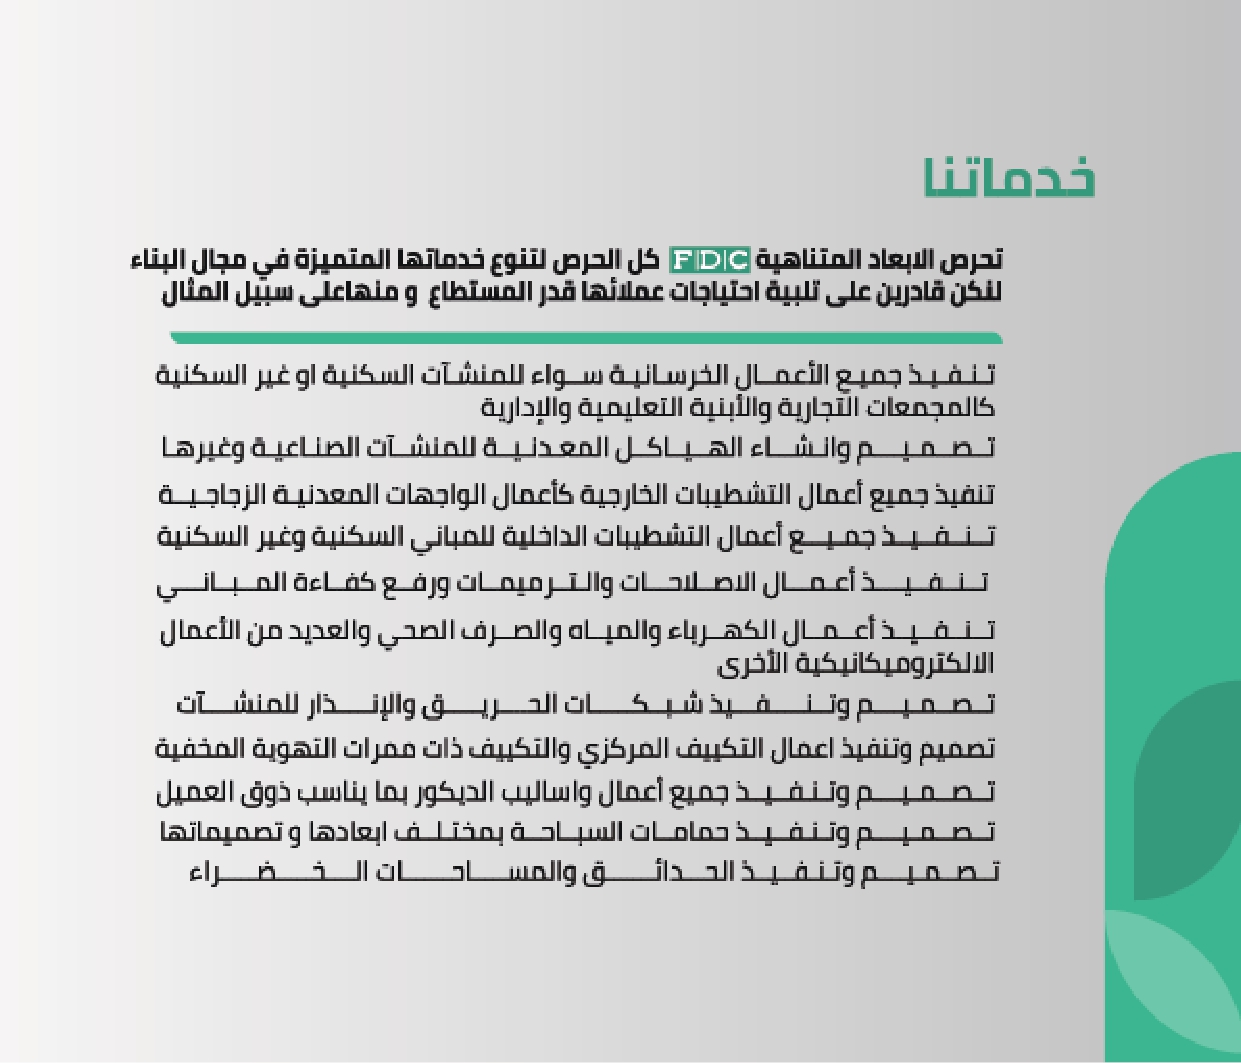 خدماتنا
تحرص الابعاد المتناهية FDC كل الحرص لتنوع خدماتها المتميزة في مجال البناء
لنكن قادرين على تلبية احتياجات عملائها قدر المستطاع و منهاعلى سبيل المثال
تنفيذ جميع الأعمال الخرسانية سواء للمنشآت السكنية او غير السكنية
كالمجمعات التجارية والأبنية التعليمية والإدارية
تصميم وانشاء الهياكل المعدنية للمنشآت الصناعية وغيرها
تنفيذ جميع أعمال التشطيبات الخارجية كأعمال الواجهات المعدنية الزجاجية
تنفيذ جميع أعمال التشطيبات الداخلية للمباني السكنية وغير السكنية
تنفيذ أعمال الاصلاحات والترميمات ورفع كفاءة المباني
تنفيذ أعمال الكهرباء والمياه والصرف الصحي والعديد من الأعمال
الالكتروميكانيكية الأخرى
تصميم وتنفيذ شبكات الحريق والإنذار للمنشآت
تصميم وتنفيذ اعمال التكييف المركزي والتكييف ذات ممرات التهوية المخفية
تصميم وتنفيذ جميع أعمال واساليب الديكور بما يناسب ذوق العميل
تصميم وتنفيذ حمامات السباحة بمختلف ابعادها و تصميماتها
تصميم وتنفيذ الحدائق والمساحات الخضراء